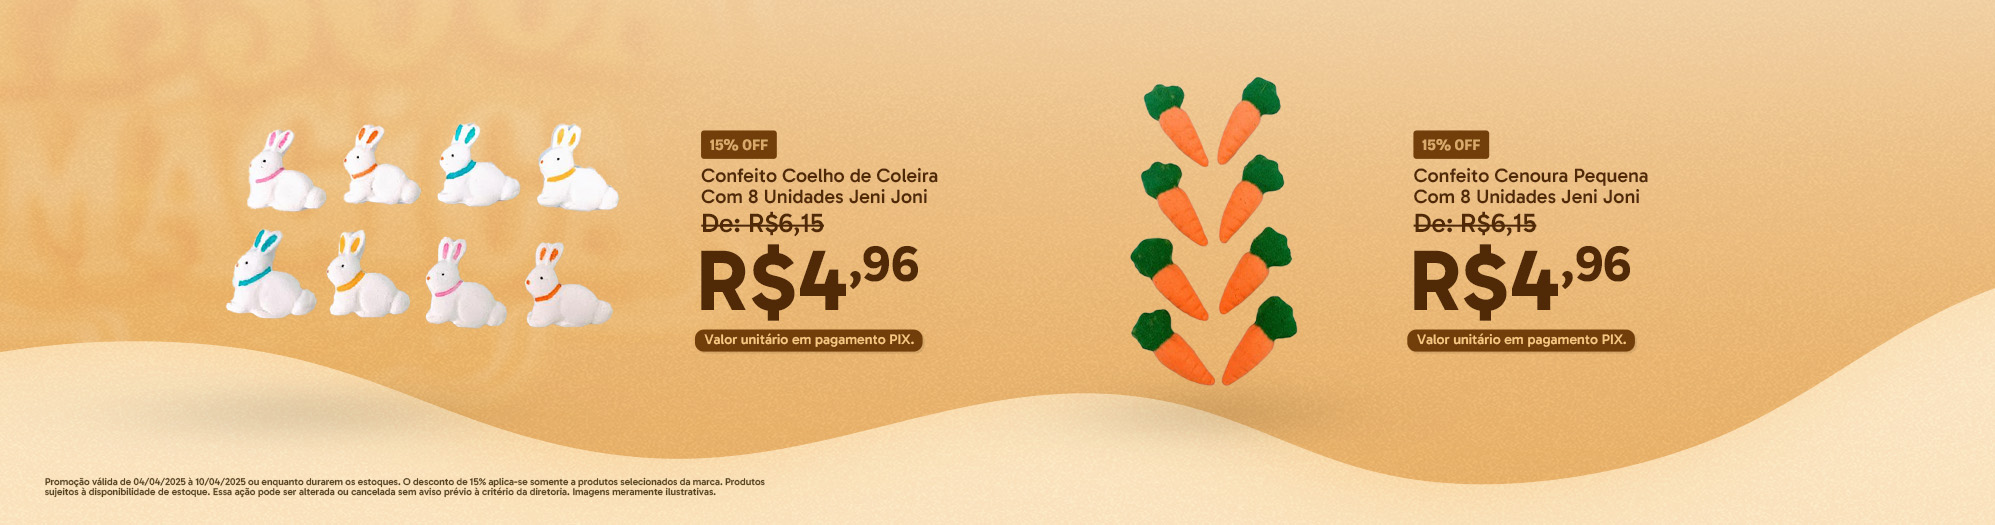 15% OFF
Confeito Coelho de Coleira
Com 8 Unidades Jeni Joni
De: R$6,15
R$4,96
Valor unitário em pagamento PIX.
15% OFF
Confeito Cenoura Pequena
Com 8 Unidades Jeni Joni
De: R$6,15
R$4,96
Valor unitário em pagamento PIX.
Promoção válida de 04/04/2025 à 10/04/2025 ou enquanto durarem os estoques. O desconto de 15% aplica-se somente a produtos selecionados da marca. Produtos
sujeitos à disponibilidade de estoque. Essa ação pode ser alterada ou cancelada sem aviso prévio à critério da diretoria. Imagens meramente ilustrativas.